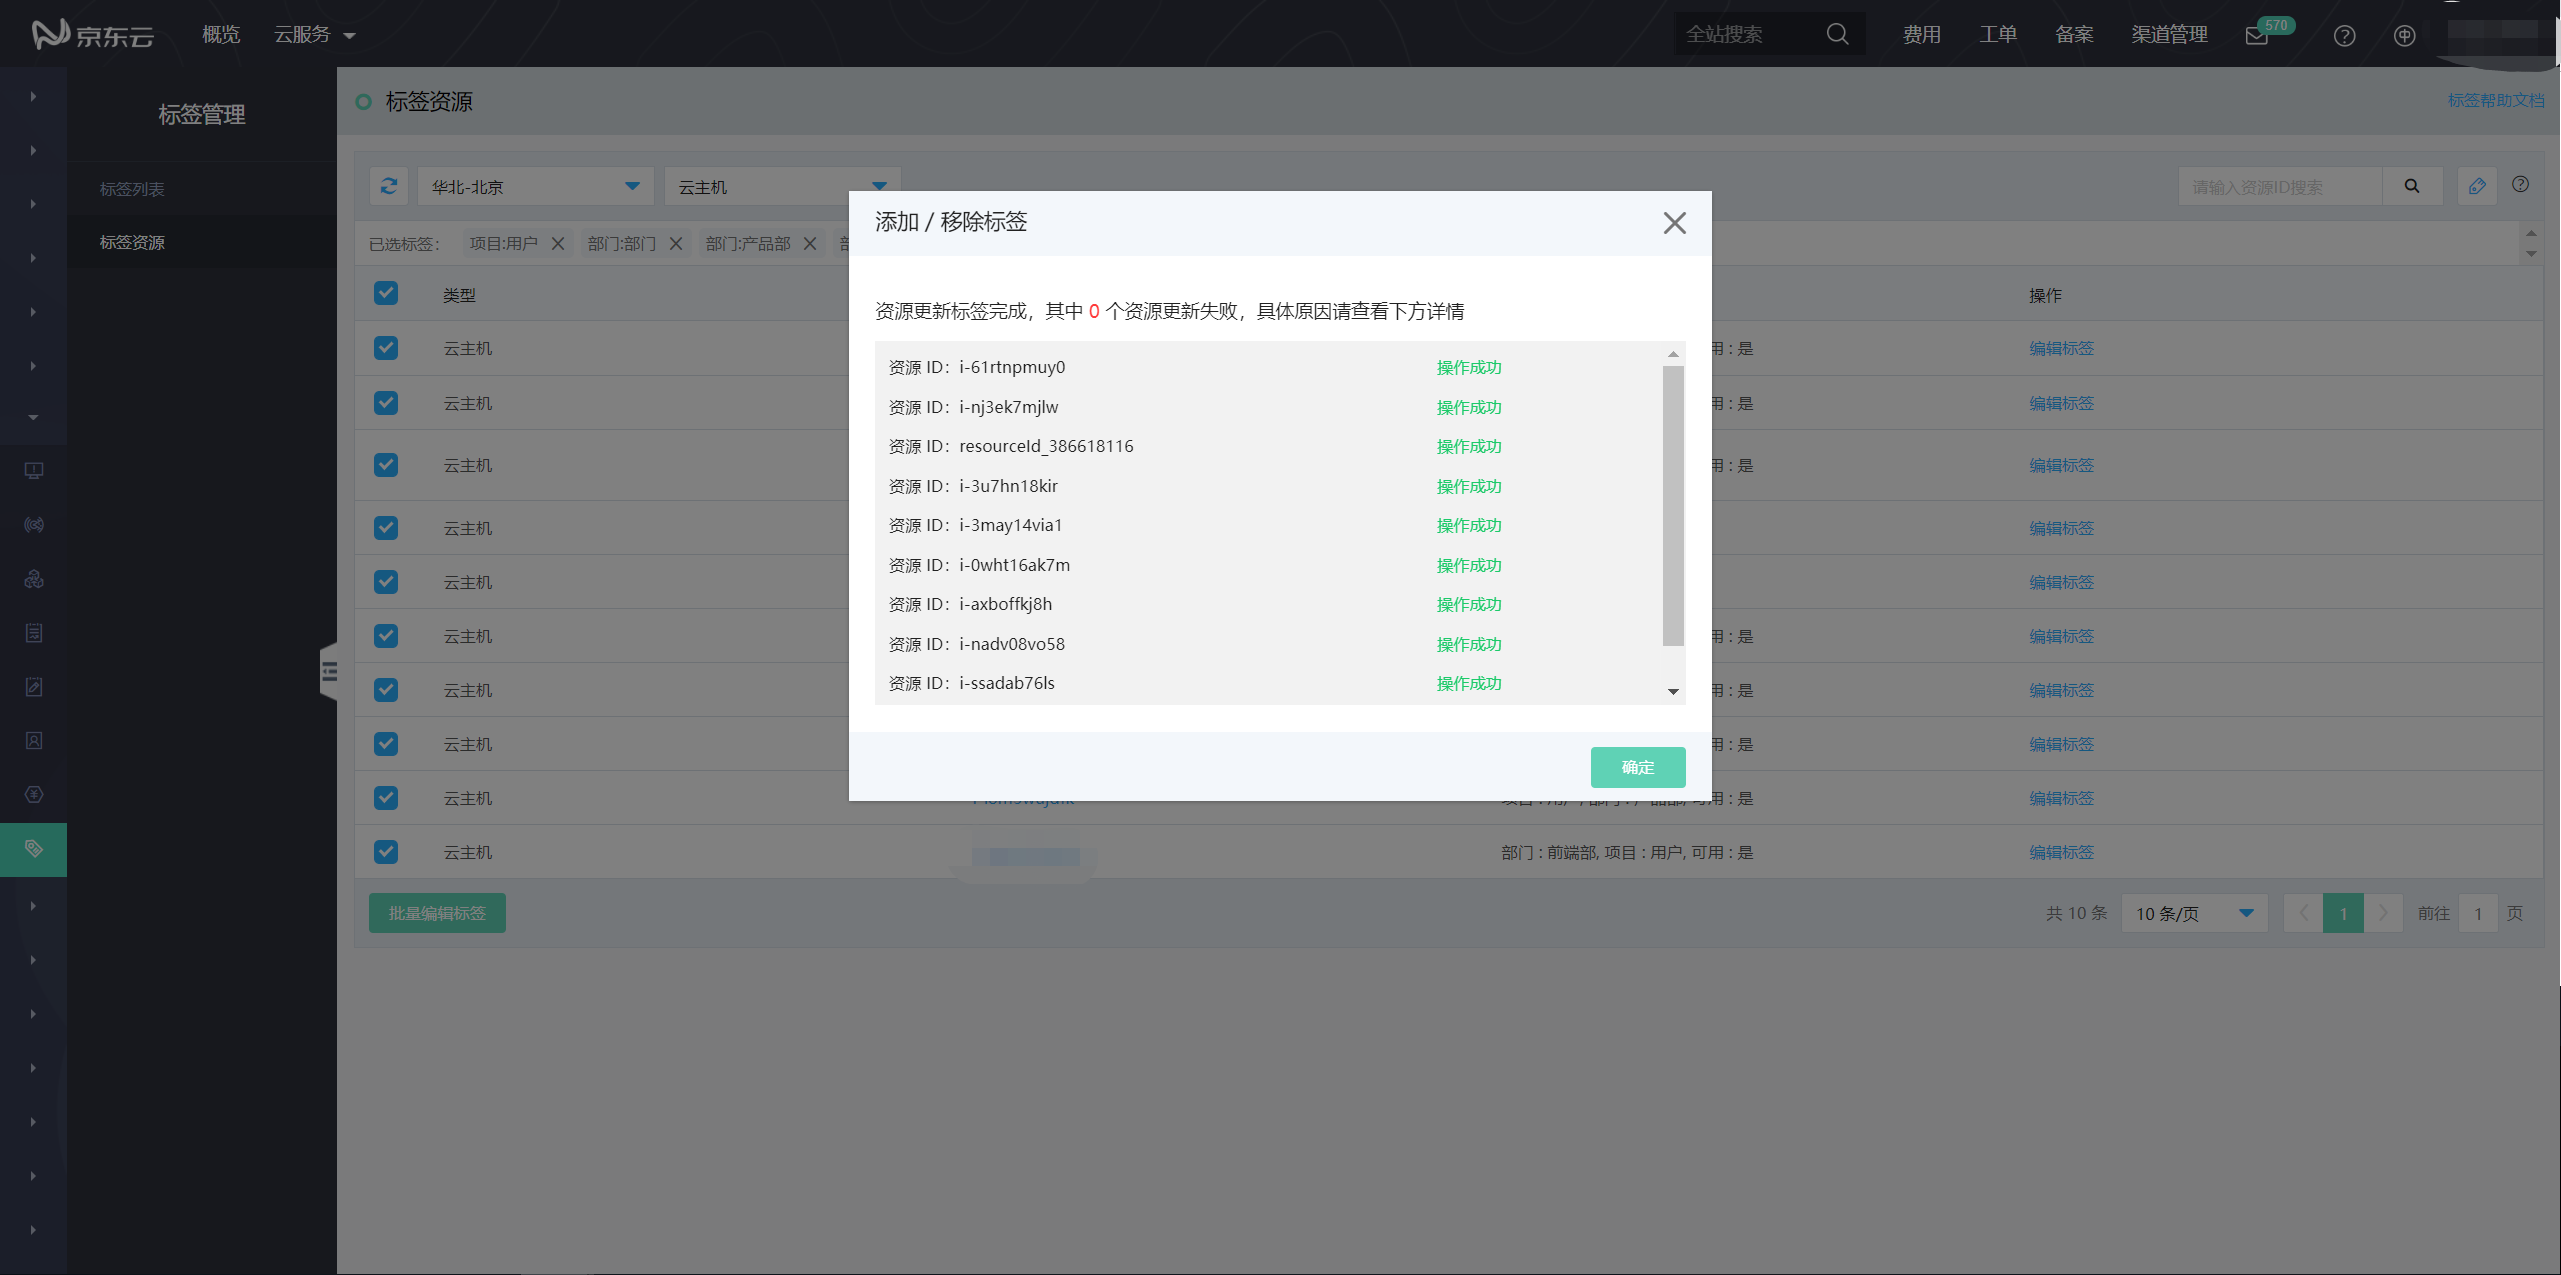 京东云 概览 云服务 全站搜索 费用 工单 备案 渠道管理 570
标签管理
标签列表
标签资源
标签资源 标签帮助文档
华北-北京 云主机 请输入资源ID搜索
已选标签： 项目:用户 部门:部门 部门:产品部
类型 操作
云主机 用 : 是 编辑标签
云主机 用 : 是 编辑标签
云主机 用 : 是 编辑标签
云主机 编辑标签
云主机 编辑标签
云主机 用 : 是 编辑标签
云主机 用 : 是 编辑标签
云主机 用 : 是 编辑标签
云主机 用 : 是 编辑标签
云主机 部门 : 前端部, 项目 : 用户, 可用 : 是 编辑标签
批量编辑标签 共 10 条 10 条/页 1 前往 1 页
添加 / 移除标签
资源更新标签完成，其中 0 个资源更新失败，具体原因请查看下方详情
资源 ID：i-61rtnpmuy0 操作成功
资源 ID：i-nj3ek7mjlw 操作成功
资源 ID：resourceId_386618116 操作成功
资源 ID：i-3u7hn18kir 操作成功
资源 ID：i-3may14via1 操作成功
资源 ID：i-0wht16ak7m 操作成功
资源 ID：i-axboffkj8h 操作成功
资源 ID：i-nadv08vo58 操作成功
资源 ID：i-ssadab76ls 操作成功
确定